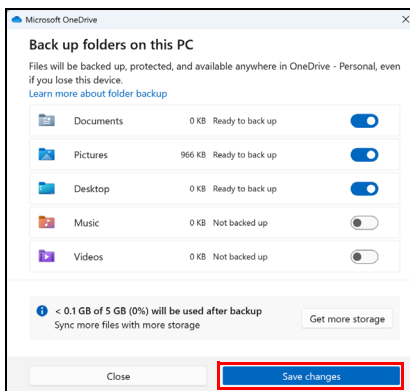 Microsoft OneDrive
Back up folders on this PC
Files will be backed up, protected, and available anywhere in OneDrive - Personal, even
if you lose this device.
Learn more about folder backup
Documents 0 KB Ready to back up
Pictures 966 KB Ready to back up
Desktop 0 KB Ready to back up
Music 0 KB Not backed up
Videos 0 KB Not backed up
< 0.1 GB of 5 GB (0%) will be used after backup
Sync more files with more storage
Get more storage
Close Save changes